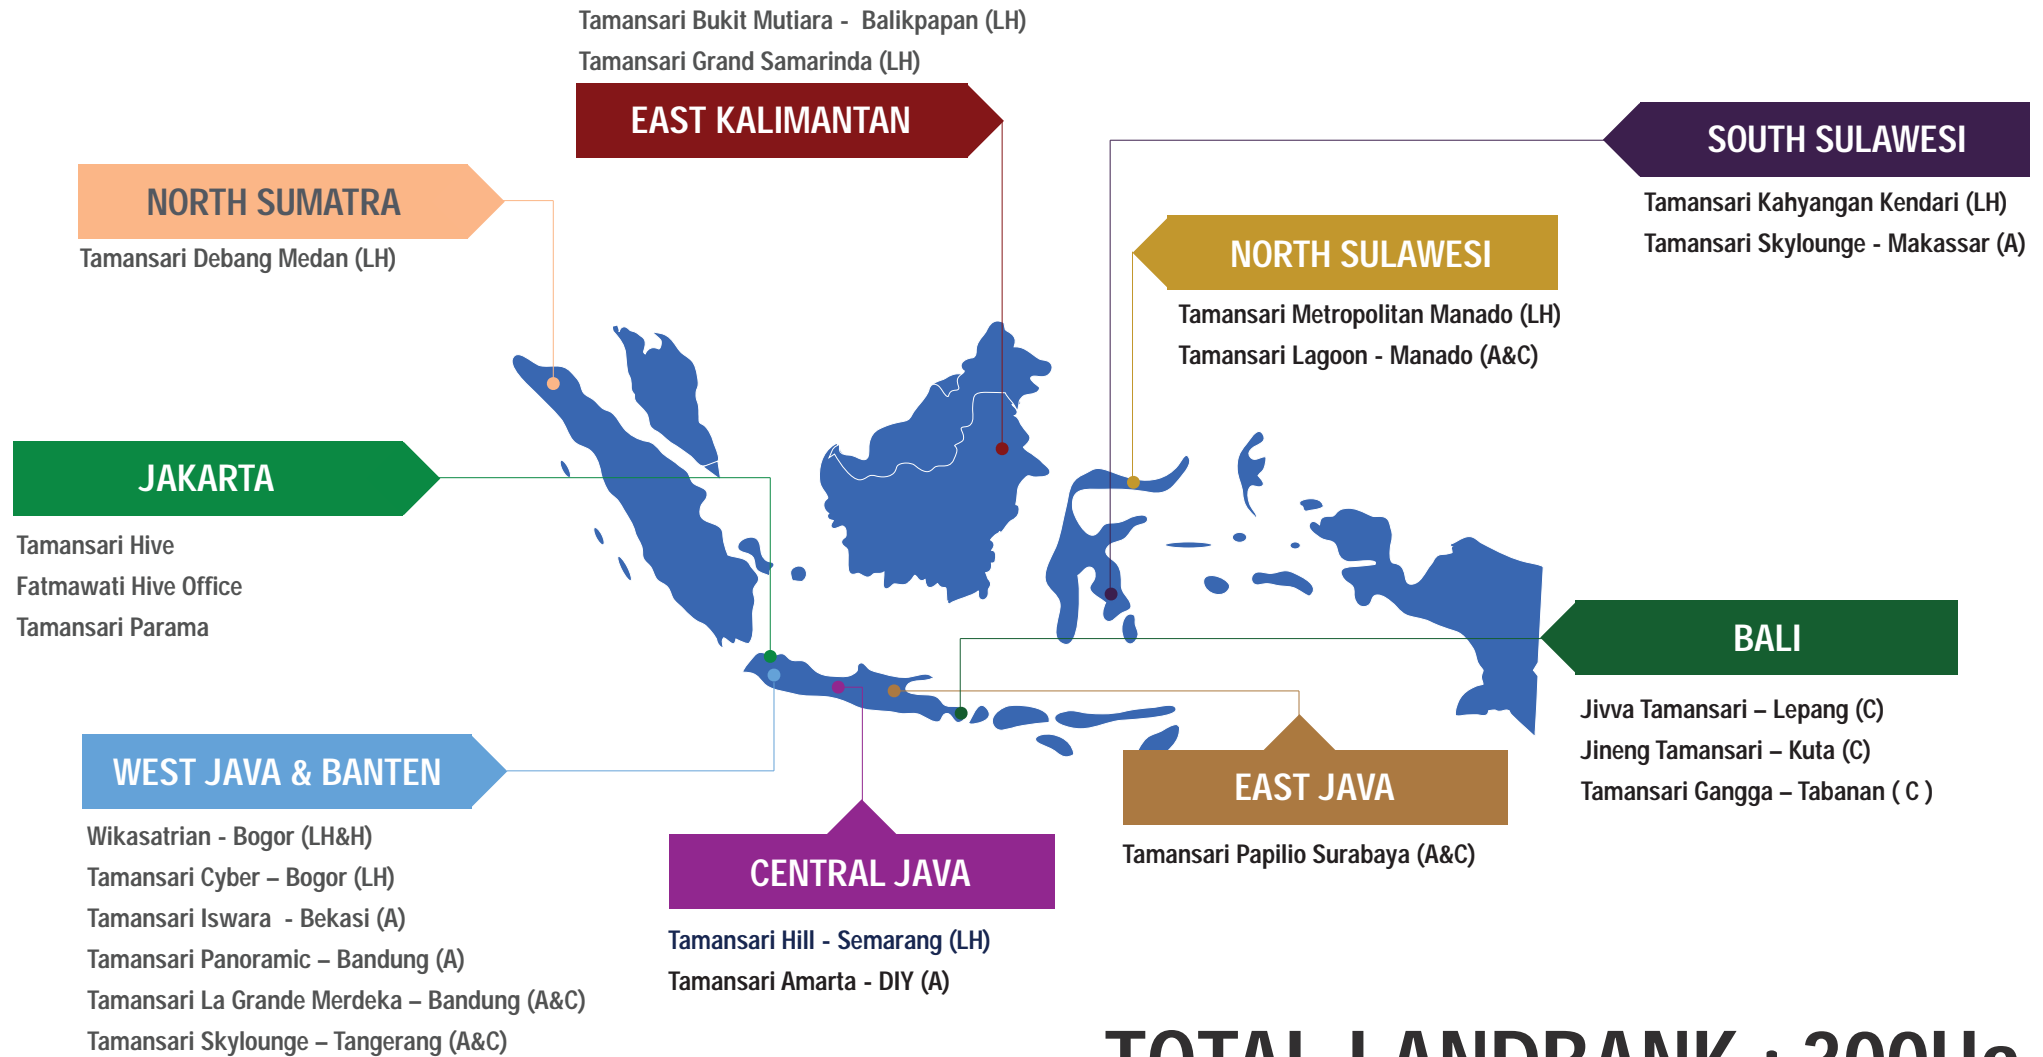 Tamansari Bukit Mutiara - Balikpapan (LH)
Tamansari Grand Samarinda (LH)
EAST KALIMANTAN
SOUTH SULAWESI
Tamansari Kahyangan Kendari (LH)
Tamansari Skylounge - Makassar (A)
NORTH SUMATRA
Tamansari Debang Medan (LH)
NORTH SULAWESI
Tamansari Metropolitan Manado (LH)
Tamansari Lagoon - Manado (A&C)
JAKARTA
Tamansari Hive
Fatmawati Hive Office
Tamansari Parama
BALI
Jivva Tamansari – Lepang (C)
Jineng Tamansari – Kuta (C)
Tamansari Gangga – Tabanan ( C )
WEST JAVA & BANTEN
Wikasatrian - Bogor (LH&H)
Tamansari Cyber – Bogor (LH)
Tamansari Iswara - Bekasi (A)
Tamansari Panoramic – Bandung (A)
Tamansari La Grande Merdeka – Bandung (A&C)
Tamansari Skylounge – Tangerang (A&C)
CENTRAL JAVA
Tamansari Hill - Semarang (LH)
Tamansari Amarta - DIY (A)
EAST JAVA
Tamansari Papilio Surabaya (A&C)
TOTAL LANDBANK : 200Ha